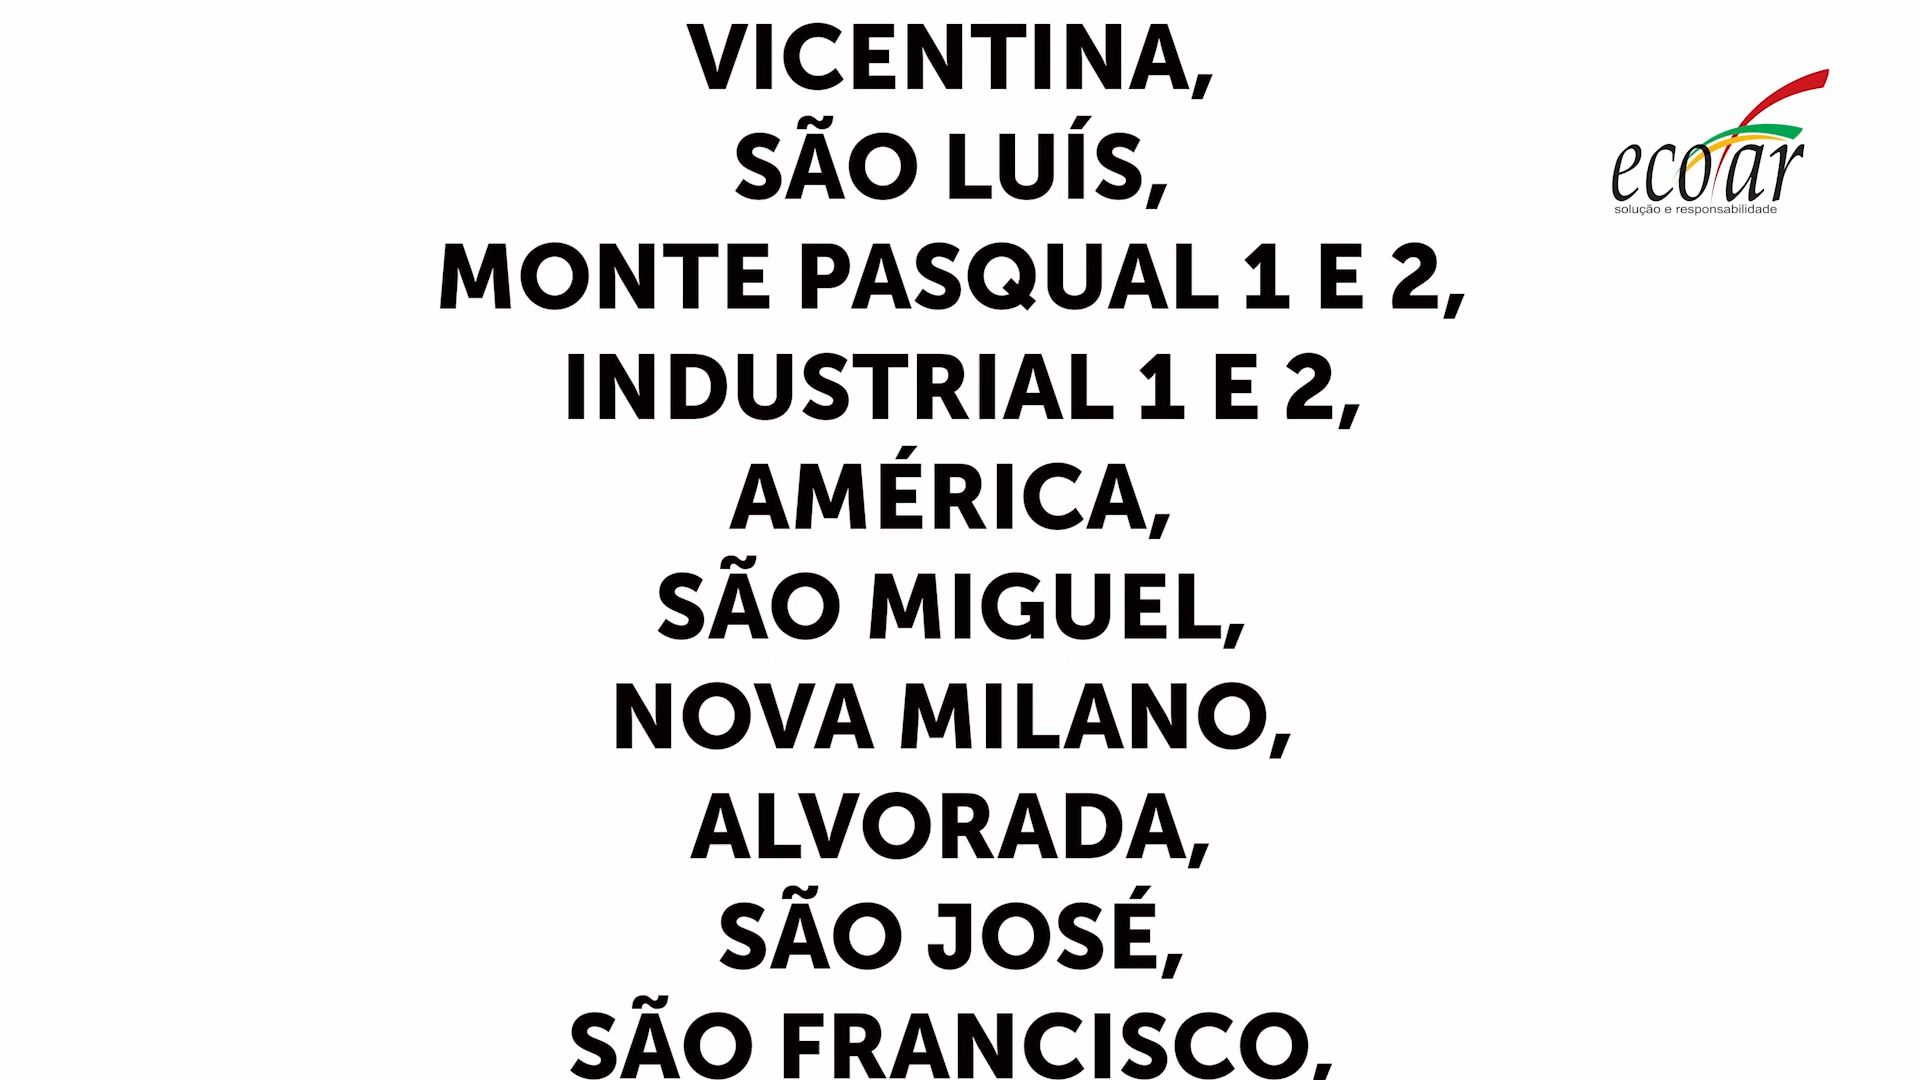 VICENTINA,
SÃO LUÍS,
MONTE PASQUAL 1 E 2,
INDUSTRIAL 1 E 2,
AMÉRICA,
SÃO MIGUEL,
NOVA MILANO,
ALVORADA,
SÃO JOSÉ,
SÃO FRANCISCO,
ecoar
solução e responsabilidade